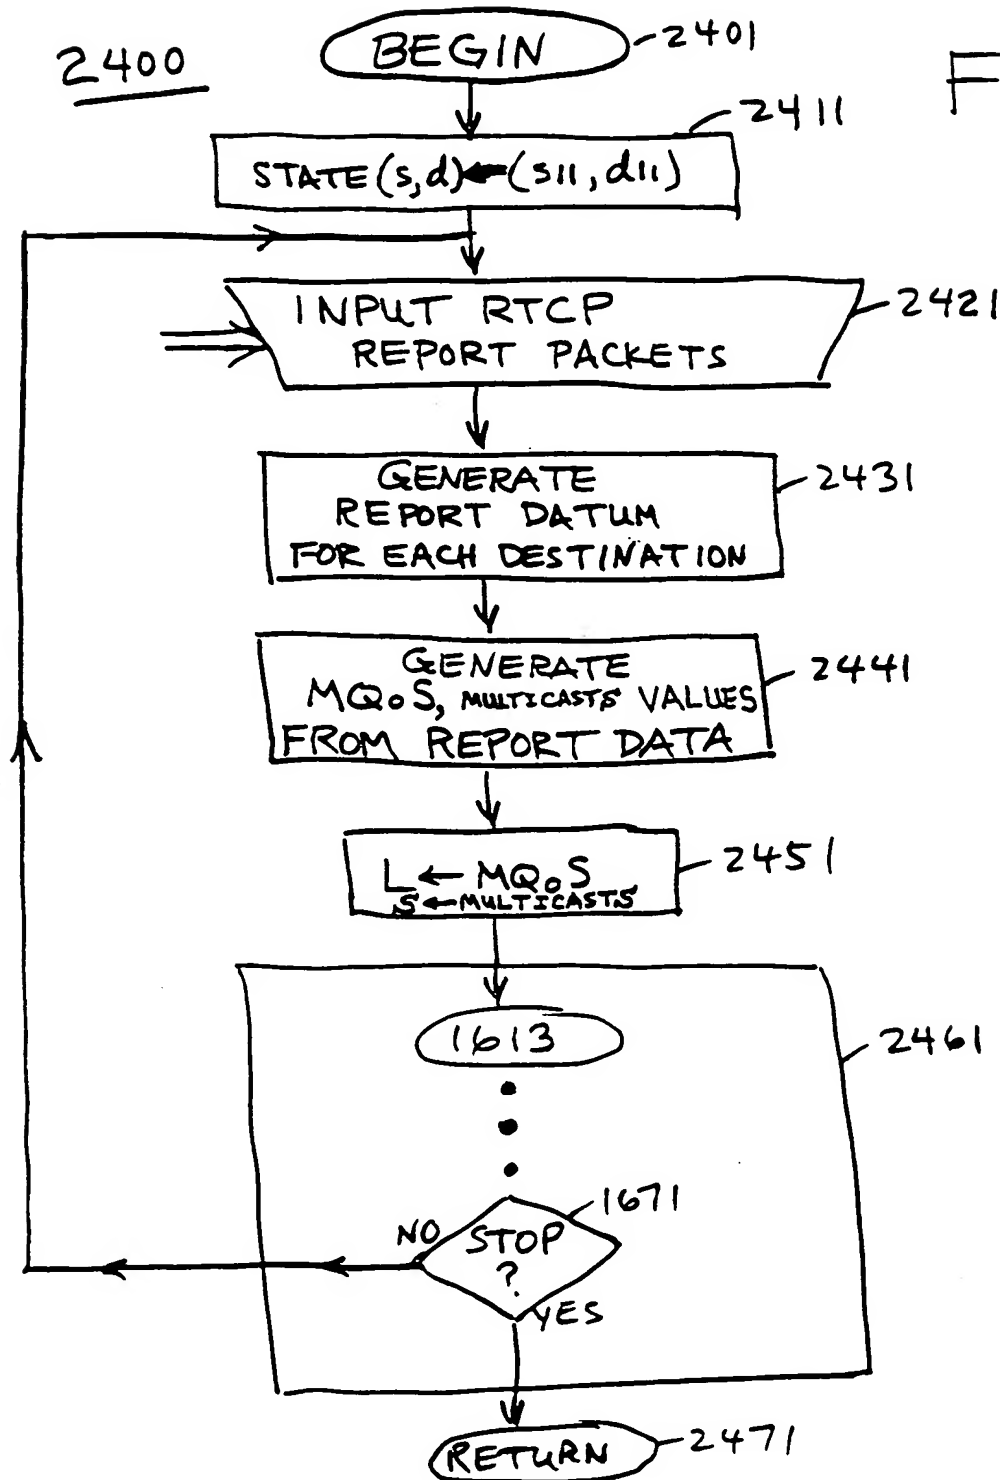 2400
BEGIN
2401
F
2411
STATE (s,d) ← (s11, d11)
INPUT RTCP
REPORT PACKETS
2421
GENERATE
REPORT DATUM
FOR EACH DESTINATION
2431
GENERATE
MQoS, MULTICASTS VALUES
FROM REPORT DATA
2441
L ← MQoS
S ← MULTICASTS
2451
1613
2461
1671
NO
STOP
?
YES
RETURN
2471